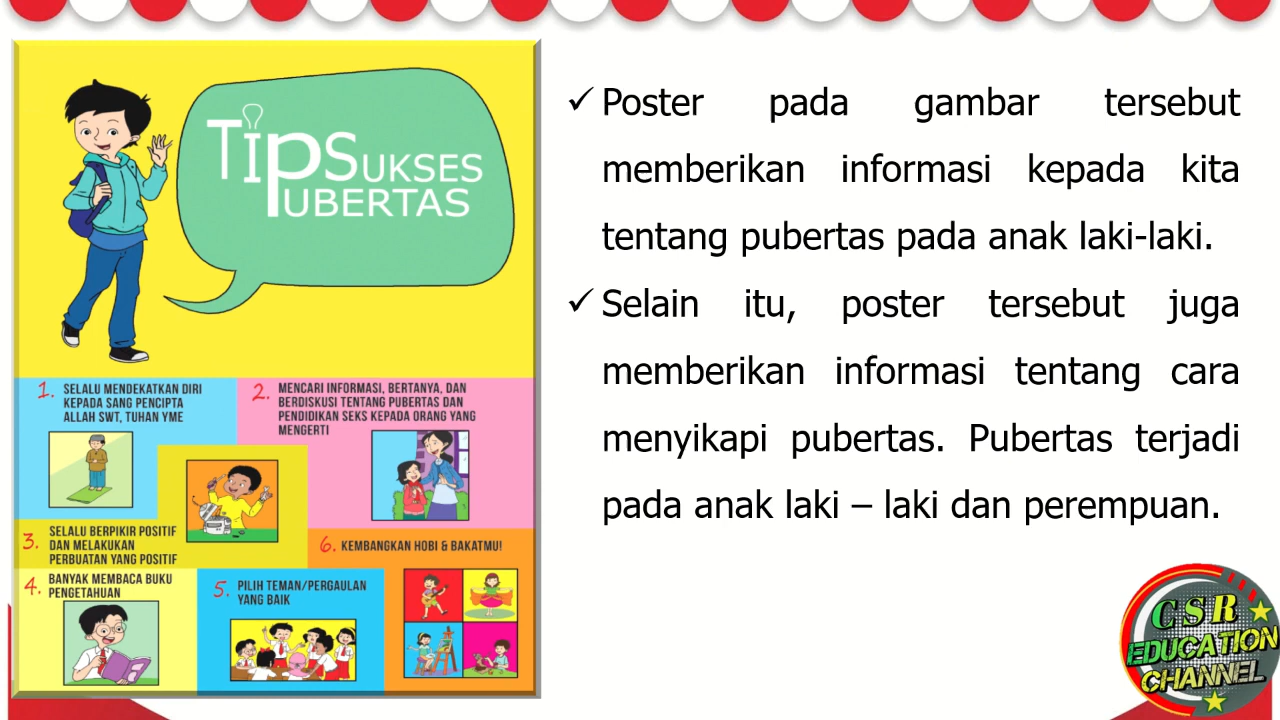 TIP SUKSES
PUBERTAS
1. SELALU MENDEKATKAN DIRI
KEPADA SANG PENCIPTA
ALLAH SWT, TUHAN YME
2. MENCARI INFORMASI, BERTANYA, DAN
BERDISKUSI TENTANG PUBERTAS DAN
PENDIDIKAN SEKS KEPADA ORANG YANG
MENGERTI
3. SELALU BERPIKIR POSITIF
DAN MELAKUKAN
PERBUATAN YANG POSITIF
4. BANYAK MEMBACA BUKU
PENGETAHUAN
5. PILIH TEMAN/PERGAULAN
YANG BAIK
6. KEMBANGKAN HOBI & BAKATMU!
✓ Poster pada gambar tersebut
memberikan informasi kepada kita
tentang pubertas pada anak laki-laki.
✓ Selain itu, poster tersebut juga
memberikan informasi tentang cara
menyikapi pubertas. Pubertas terjadi
pada anak laki – laki dan perempuan.
CSR
EDUCATION
CHANNEL